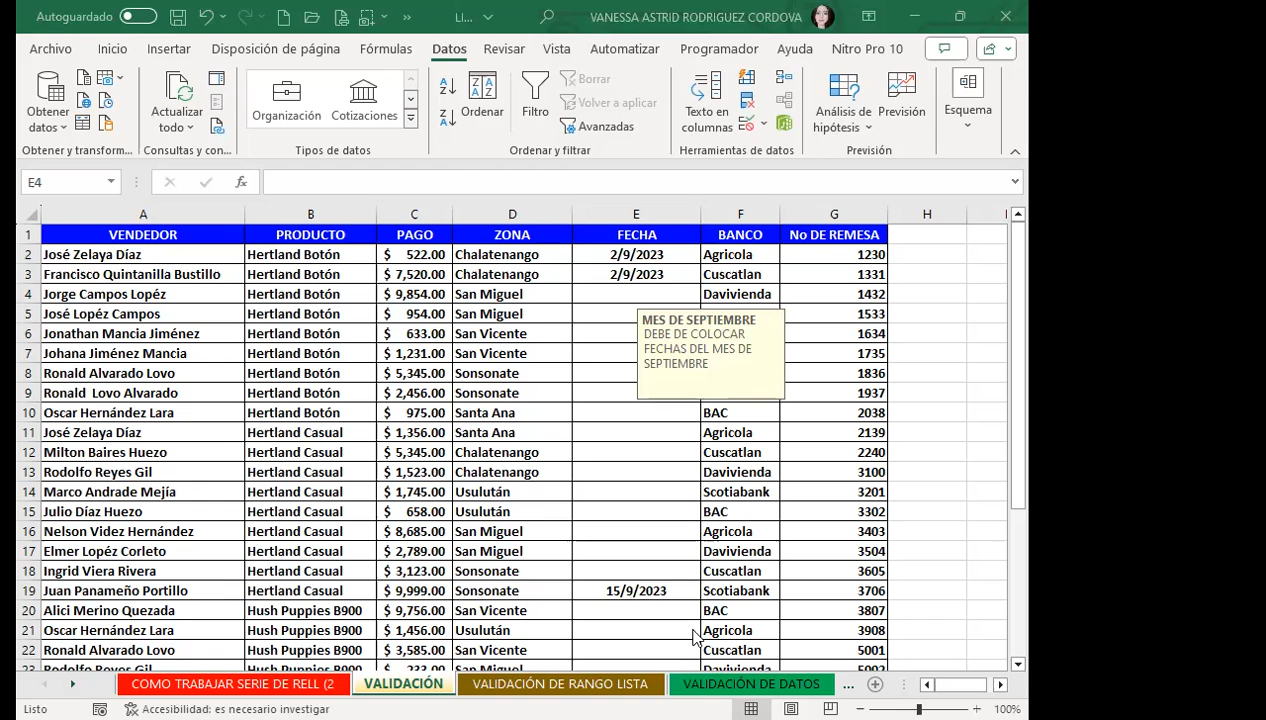 Autoguardado
LI...
VANESSA ASTRID RODRIGUEZ CORDOVA
Archivo Inicio Insertar Disposición de página Fórmulas Datos Revisar Vista Automatizar Programador Ayuda Nitro Pro 10
Obtener datos
Actualizar todo
Organización Cotizaciones
Ordenar
Filtro
Borrar
Volver a aplicar
Avanzadas
Texto en columnas
Análisis de hipótesis
Previsión
Esquema
Obtener y transform... Consultas y con... Tipos de datos Ordenar y filtrar Herramientas de datos Previsión
E4 fx
A B C D E F G H I
1 VENDEDOR PRODUCTO PAGO ZONA FECHA BANCO No DE REMESA
2 José Zelaya Díaz Hertland Botón $ 522.00 Chalatenango 2/9/2023 Agricola 1230
3 Francisco Quintanilla Bustillo Hertland Botón $ 7,520.00 Chalatenango 2/9/2023 Cuscatlan 1331
4 Jorge Campos Lopéz Hertland Botón $ 9,854.00 San Miguel Davivienda 1432
5 José Lopéz Campos Hertland Botón $ 954.00 San Miguel 1533
6 Jonathan Mancia Jiménez Hertland Botón $ 633.00 San Vicente 1634
7 Johana Jiménez Mancia Hertland Botón $ 1,231.00 San Vicente 1735
8 Ronald Alvarado Lovo Hertland Botón $ 5,345.00 Sonsonate 1836
9 Ronald Lovo Alvarado Hertland Botón $ 2,456.00 Sonsonate 1937
MES DE SEPTIEMBRE
DEBE DE COLOCAR
FECHAS DEL MES DE
SEPTIEMBRE
10 Oscar Hernández Lara Hertland Botón $ 975.00 Santa Ana BAC 2038
11 José Zelaya Díaz Hertland Casual $ 1,356.00 Santa Ana Agricola 2139
12 Milton Baires Huezo Hertland Casual $ 5,345.00 Chalatenango Cuscatlan 2240
13 Rodolfo Reyes Gil Hertland Casual $ 1,523.00 Chalatenango Davivienda 3100
14 Marco Andrade Mejía Hertland Casual $ 1,745.00 Usulután Scotiabank 3201
15 Julio Díaz Huezo Hertland Casual $ 658.00 Usulután BAC 3302
16 Nelson Videz Hernández Hertland Casual $ 8,685.00 San Miguel Agricola 3403
17 Elmer Lopéz Corleto Hertland Casual $ 2,789.00 San Miguel Davivienda 3504
18 Ingrid Viera Rivera Hertland Casual $ 3,123.00 Sonsonate Cuscatlan 3605
19 Juan Panameño Portillo Hertland Casual $ 9,999.00 Sonsonate 15/9/2023 Scotiabank 3706
20 Alici Merino Quezada Hush Puppies B900 $ 9,756.00 San Vicente BAC 3807
21 Oscar Hernández Lara Hush Puppies B900 $ 1,456.00 Usulután Agricola 3908
22 Ronald Alvarado Lovo Hush Puppies B900 $ 3,585.00 San Vicente Cuscatlan 5001
23 Rodolfo Reyes Gil Hush Puppies B900 $ 233.00 San Miguel Davivienda 5002
COMO TRABAJAR SERIE DE RELL (2 VALIDACIÓN VALIDACIÓN DE RANGO LISTA VALIDACIÓN DE DATOS ...
Listo Accesibilidad: es necesario investigar 100%